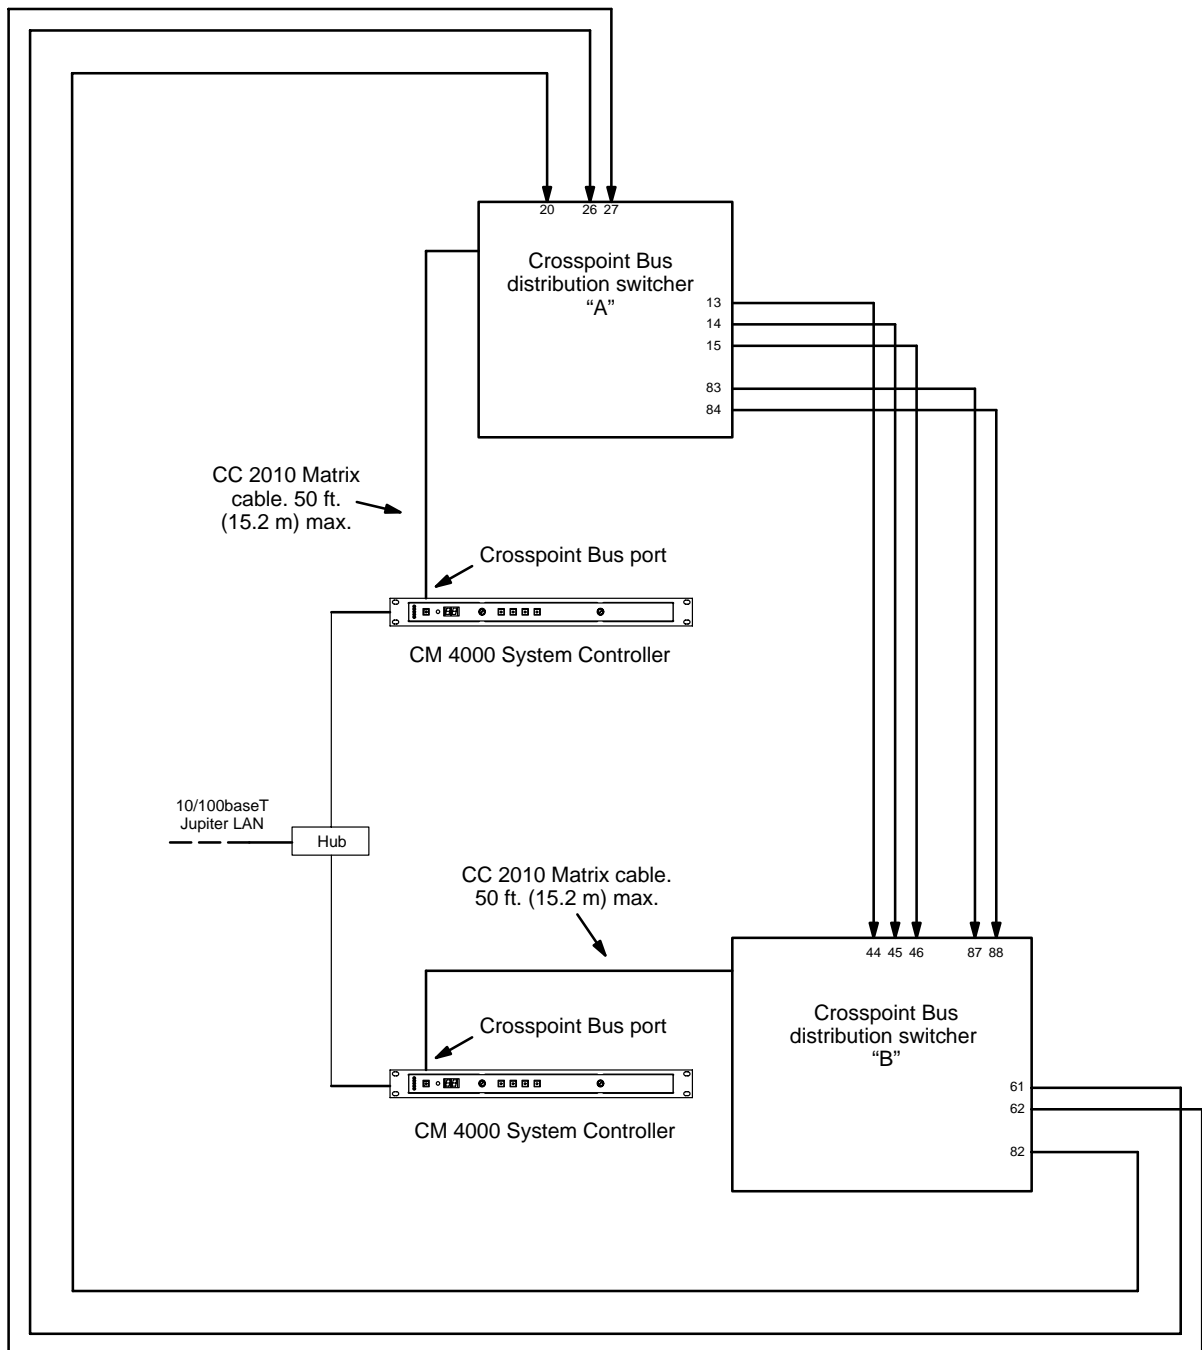 20 26 27
Crosspoint Bus
distribution switcher
“A”
13
14
15
83
84
CC 2010 Matrix
cable. 50 ft.
(15.2 m) max.
Crosspoint Bus port
CM 4000 System Controller
10/100baseT
Jupiter LAN
Hub
CC 2010 Matrix cable.
50 ft. (15.2 m) max.
44 45 46 87 88
Crosspoint Bus
distribution switcher
“B”
Crosspoint Bus port
61
62
82
CM 4000 System Controller